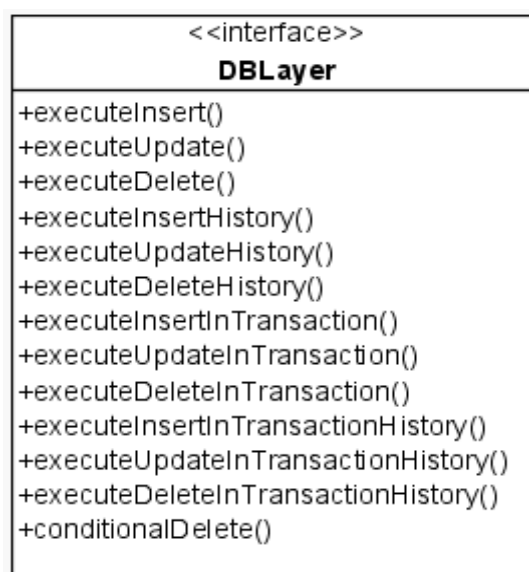 <<interface>>
DBLayer
+executeInsert()
+executeUpdate()
+executeDelete()
+executeInsertHistory()
+executeUpdateHistory()
+executeDeleteHistory()
+executeInsertInTransaction()
+executeUpdateInTransaction()
+executeDeleteInTransaction()
+executeInsertInTransactionHistory()
+executeUpdateInTransactionHistory()
+executeDeleteInTransactionHistory()
+conditionalDelete()